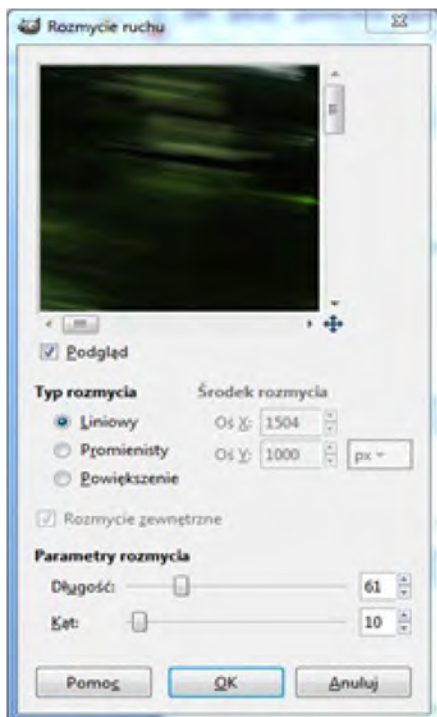 Rozmycie ruchu
Podgląd
Typ rozmycia Środek rozmycia
Liniowy Oś X: 1504
Promienisty Oś Y: 1000 px
Powiększenie
Rozmycie zewnętrzne
Parametry rozmycia
Długość: 61
Kąt: 10
Pomoc OK Anuluj